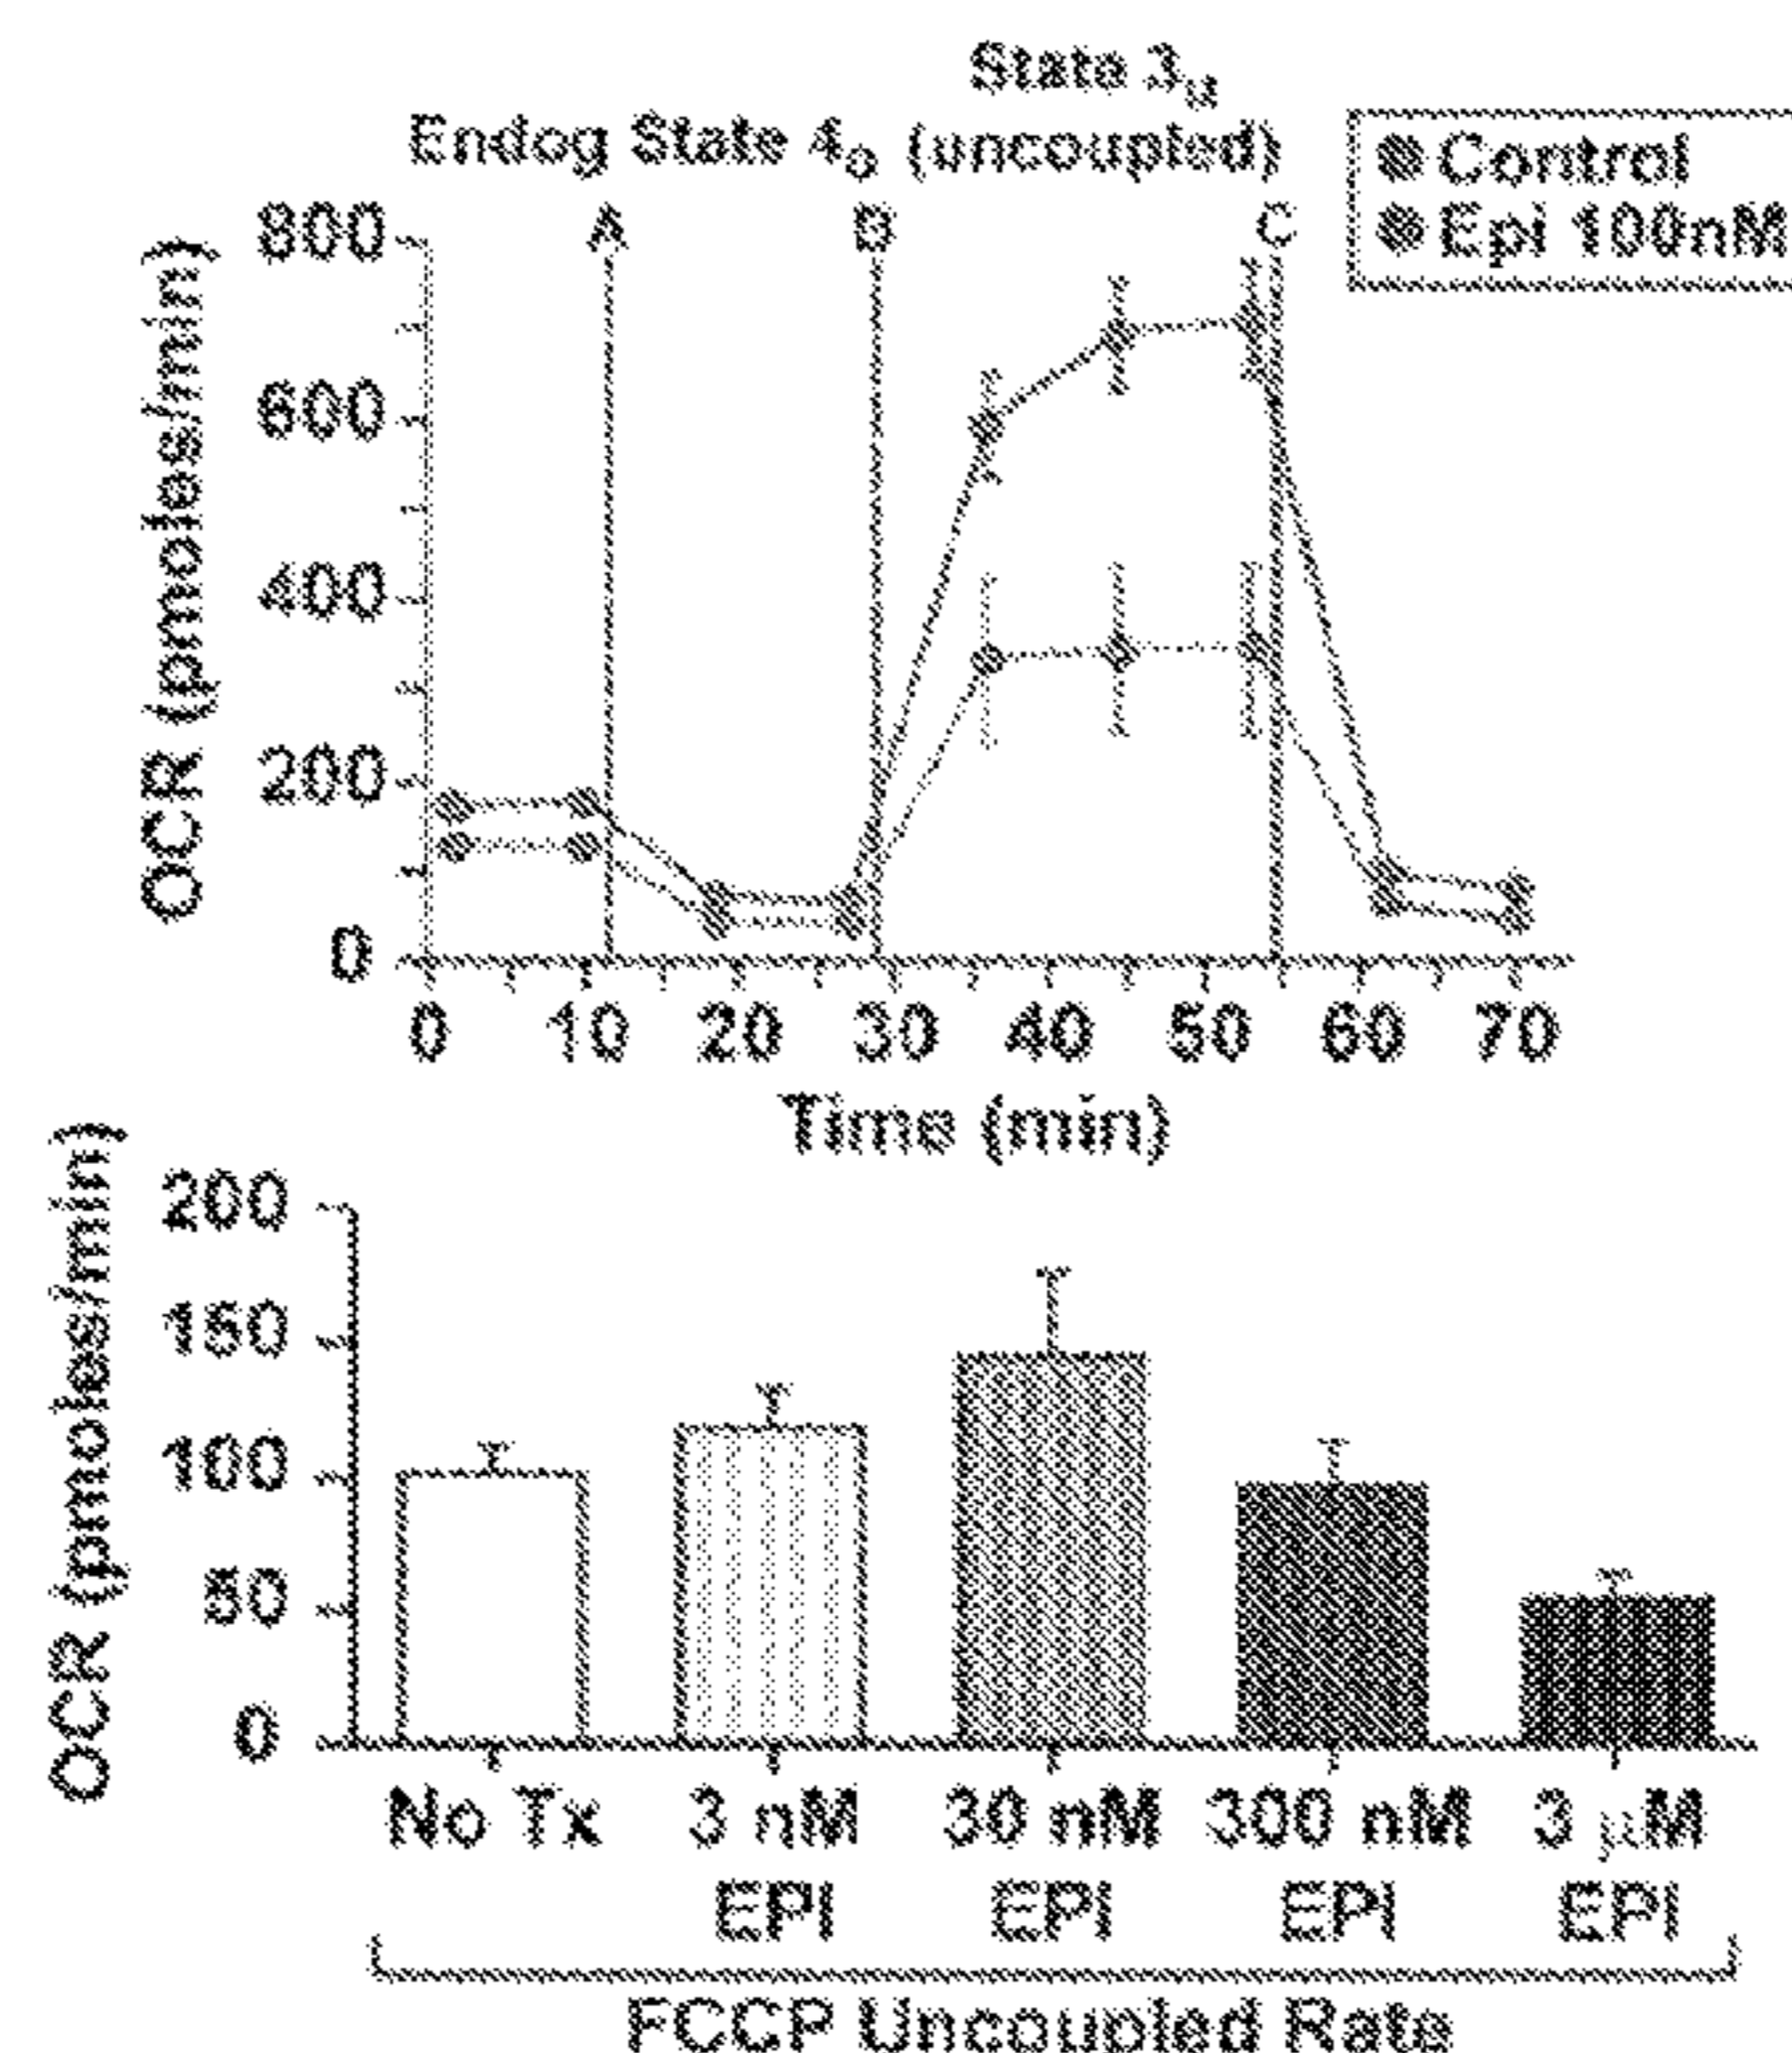 State 3u
Endog State 4o (uncoupled)
Control
Epi 100nM
A B C
800
600
400
200
0
OCR (pmoles/min)
0 10 20 30 40 50 60 70
Time (min)
200
150
100
50
0
OCR (pmoles/min)
No Tx 3 nM 30 nM 300 nM 3 µM
EPI EPI EPI EPI
FCCP Uncoupled Rate